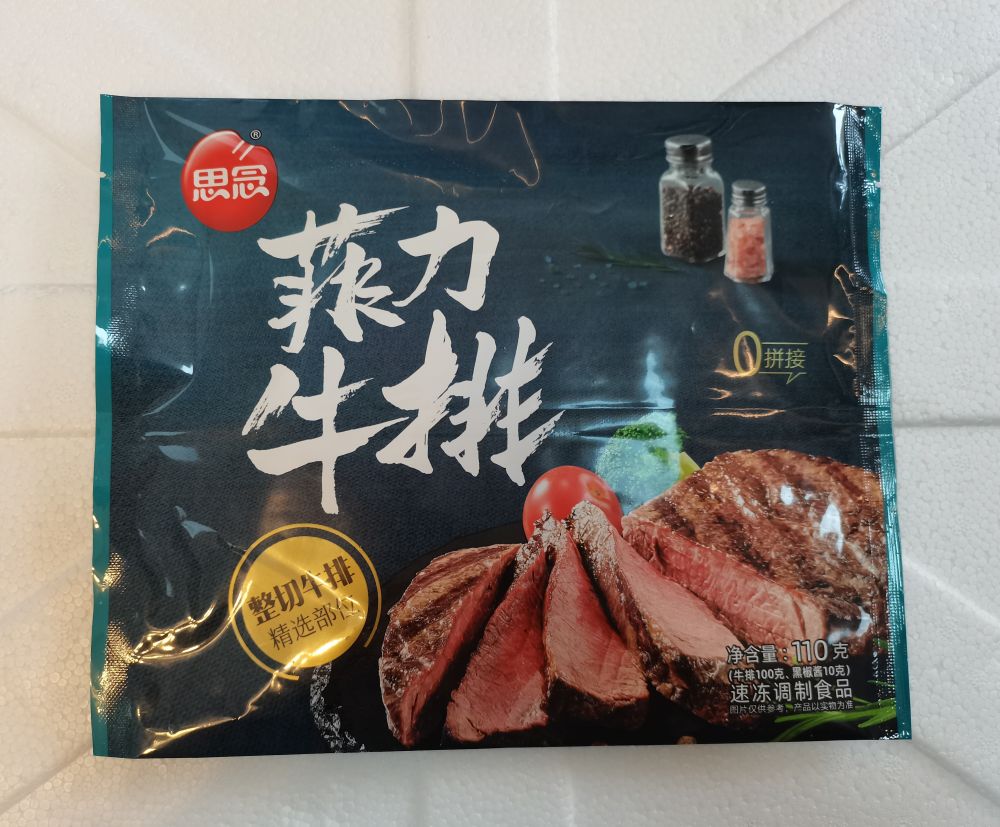 思念®
菲力
牛排
0拼接
整切牛排
精选部位
净含量：110克
(牛排100克、黑椒酱10克)
速冻调制食品
图片仅供参考，产品以实物为准